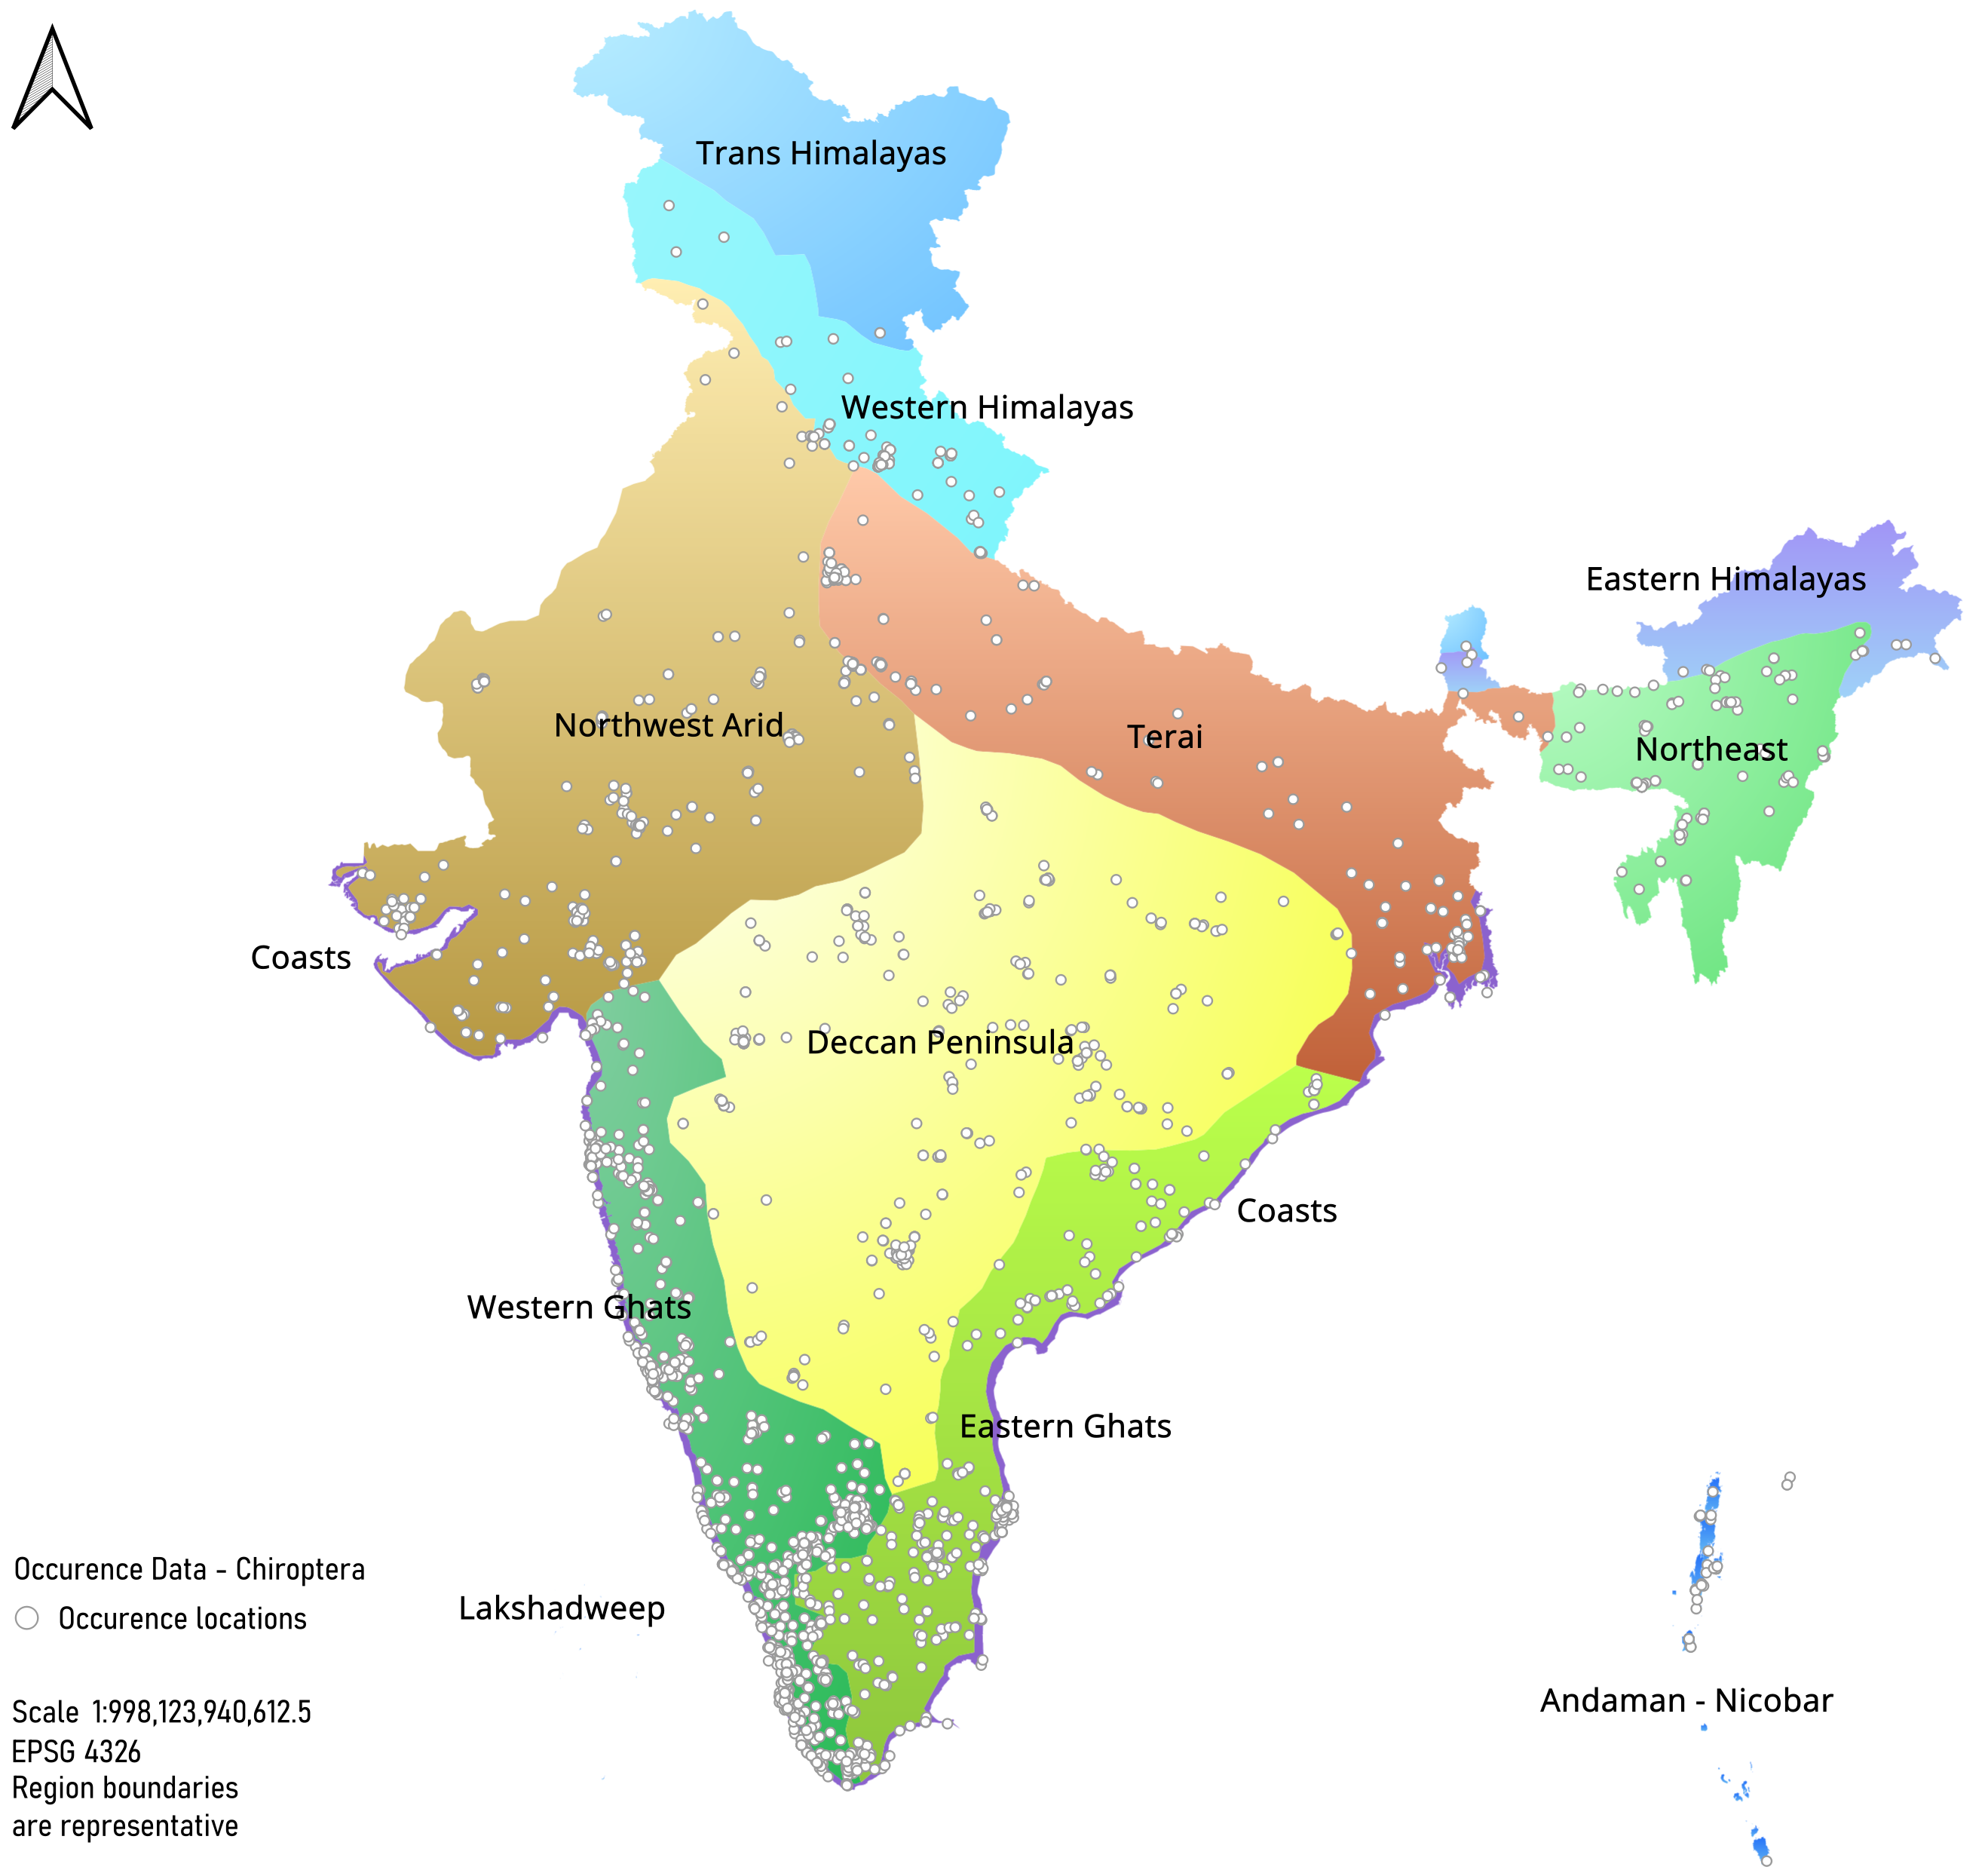 Trans Himalayas
Western Himalayas
Eastern Himalayas
Northwest Arid
Terai
Northeast
Coasts
Deccan Peninsula
Coasts
Western Ghats
Eastern Ghats
Lakshadweep
Andaman - Nicobar
Occurence Data - Chiroptera
Occurence locations
Scale 1:998,123,940,612.5
EPSG 4326
Region boundaries
are representative